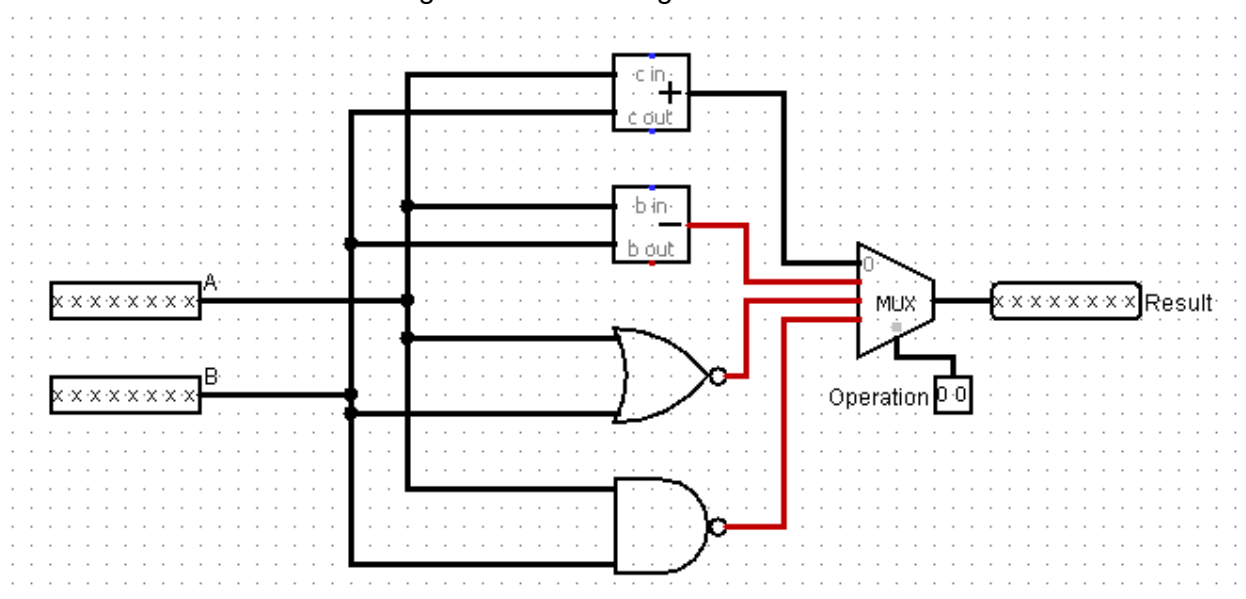 c in
+
c out
b in
−
b out
A
x x x x x x x x
0
MUX
x x x x x x x x Result
B
x x x x x x x x
Operation 0 0